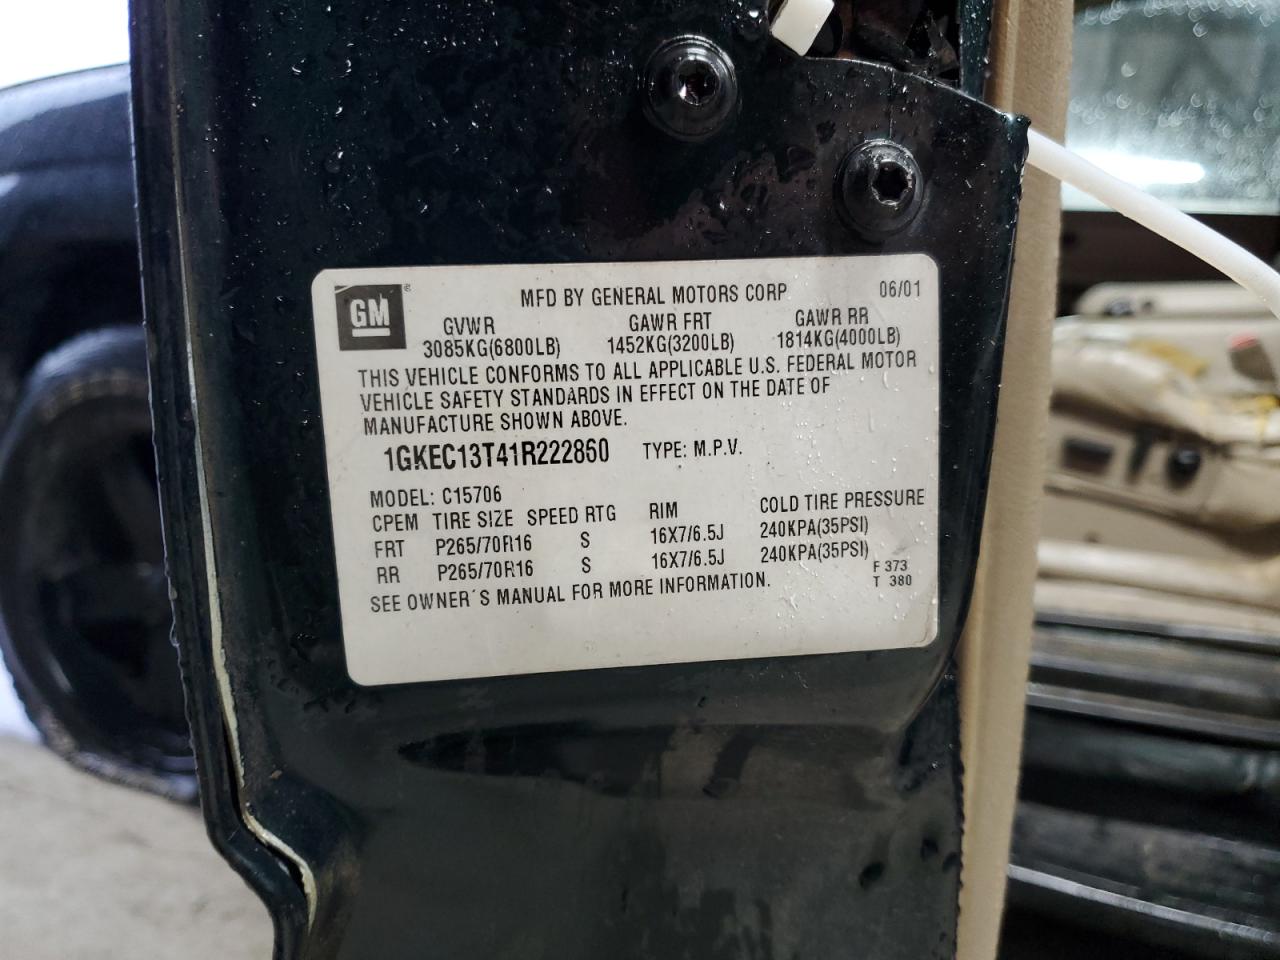 GM ®
MFD BY GENERAL MOTORS CORP 06/01
GVWR GAWR FRT GAWR RR
3085KG(6800LB) 1452KG(3200LB) 1814KG(4000LB)
THIS VEHICLE CONFORMS TO ALL APPLICABLE U.S. FEDERAL MOTOR
VEHICLE SAFETY STANDARDS IN EFFECT ON THE DATE OF
MANUFACTURE SHOWN ABOVE.
1GKEC13T41R222860 TYPE: M.P.V.
MODEL: C15706
CPEM TIRE SIZE SPEED RTG RIM COLD TIRE PRESSURE
FRT P265/70R16 S 16X7/6.5J 240KPA(35PSI)
RR P265/70R16 S 16X7/6.5J 240KPA(35PSI)
SEE OWNER'S MANUAL FOR MORE INFORMATION. F 373
T 380